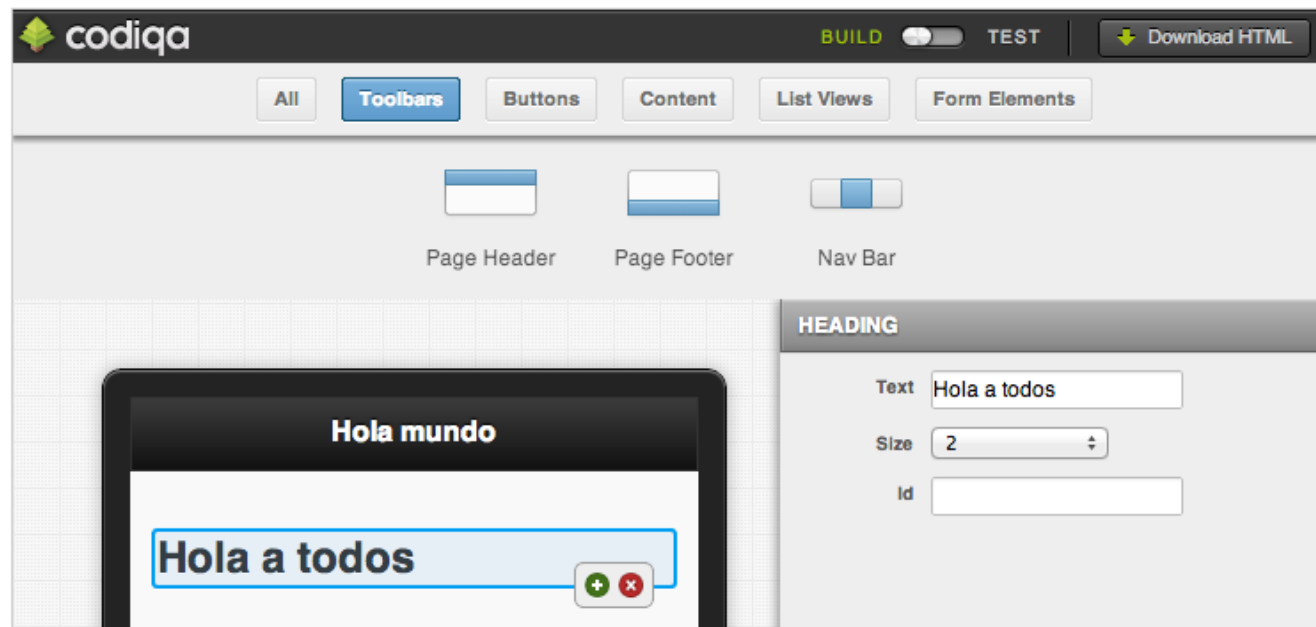 codiqa BUILD TEST Download HTML
All Toolbars Buttons Content List Views Form Elements
Page Header Page Footer Nav Bar
HEADING
Text Hola a todos
Size 2
Id
Hola mundo
Hola a todos